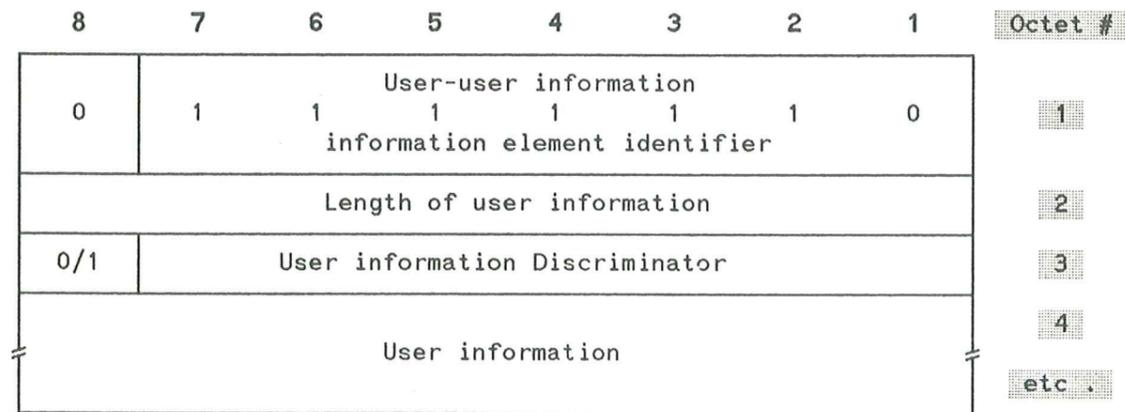 8 7 6 5 4 3 2 1 Octet #
User-user information
0 1 1 1 1 1 1 0 1
information element identifier
Length of user information 2
0/1 User information Discriminator 3
4
User information
etc .